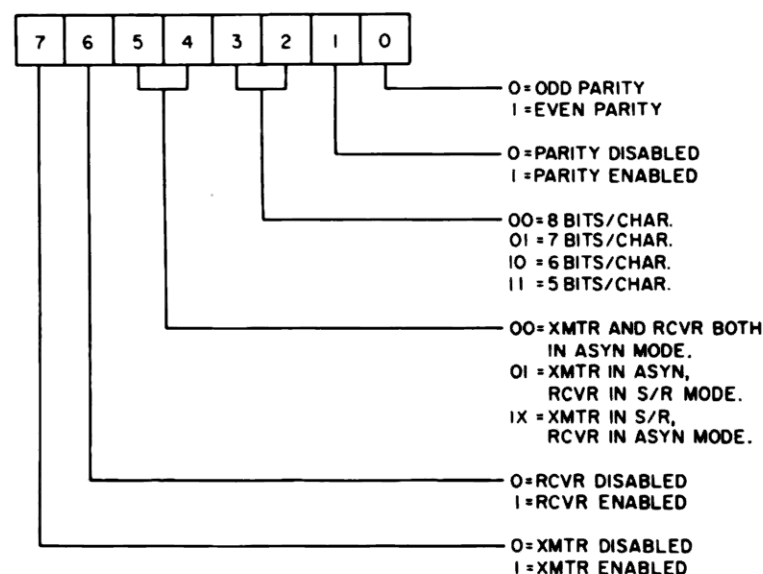 7 6 5 4 3 2 1 0
0=ODD PARITY
1=EVEN PARITY
0=PARITY DISABLED
1=PARITY ENABLED
00=8 BITS/CHAR.
01=7 BITS/CHAR.
10=6 BITS/CHAR.
11=5 BITS/CHAR.
00=XMTR AND RCVR BOTH
IN ASYN MODE.
01=XMTR IN ASYN,
RCVR IN S/R MODE.
1X=XMTR IN S/R,
RCVR IN ASYN MODE.
0=RCVR DISABLED
1=RCVR ENABLED
0=XMTR DISABLED
1=XMTR ENABLED